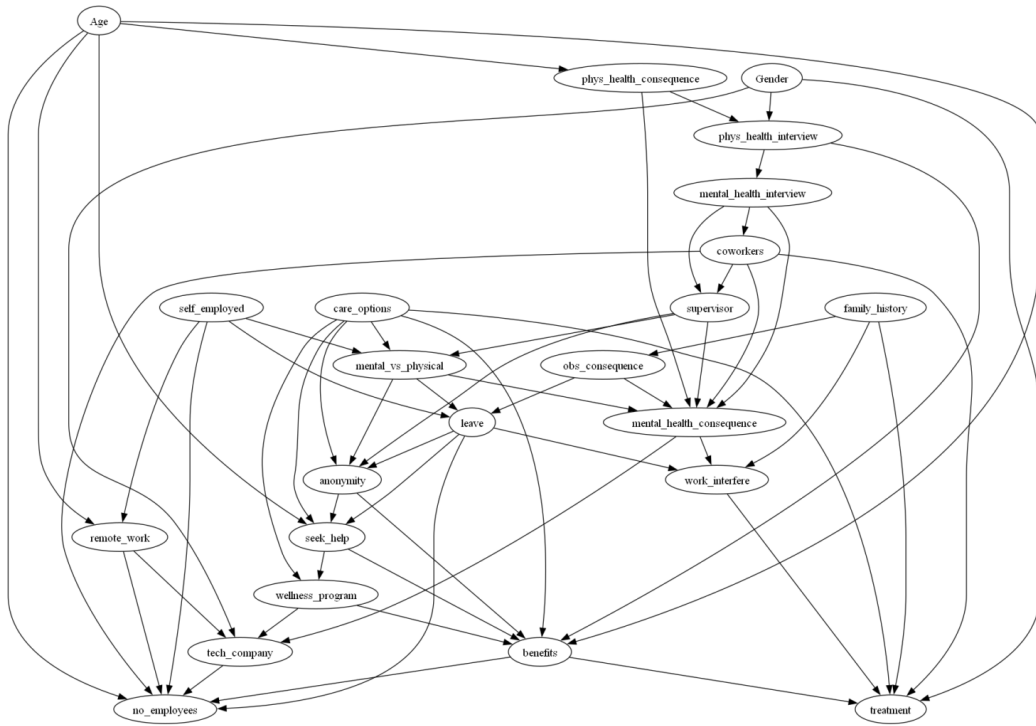 Age
phys_health_consequence
Gender
phys_health_interview
mental_health_interview
coworkers
self_employed
care_options
supervisor
family_history
mental_vs_physical
obs_consequence
leave
mental_health_consequence
anonymity
work_interfere
remote_work
seek_help
wellness_program
tech_company
benefits
no_employees
treatment